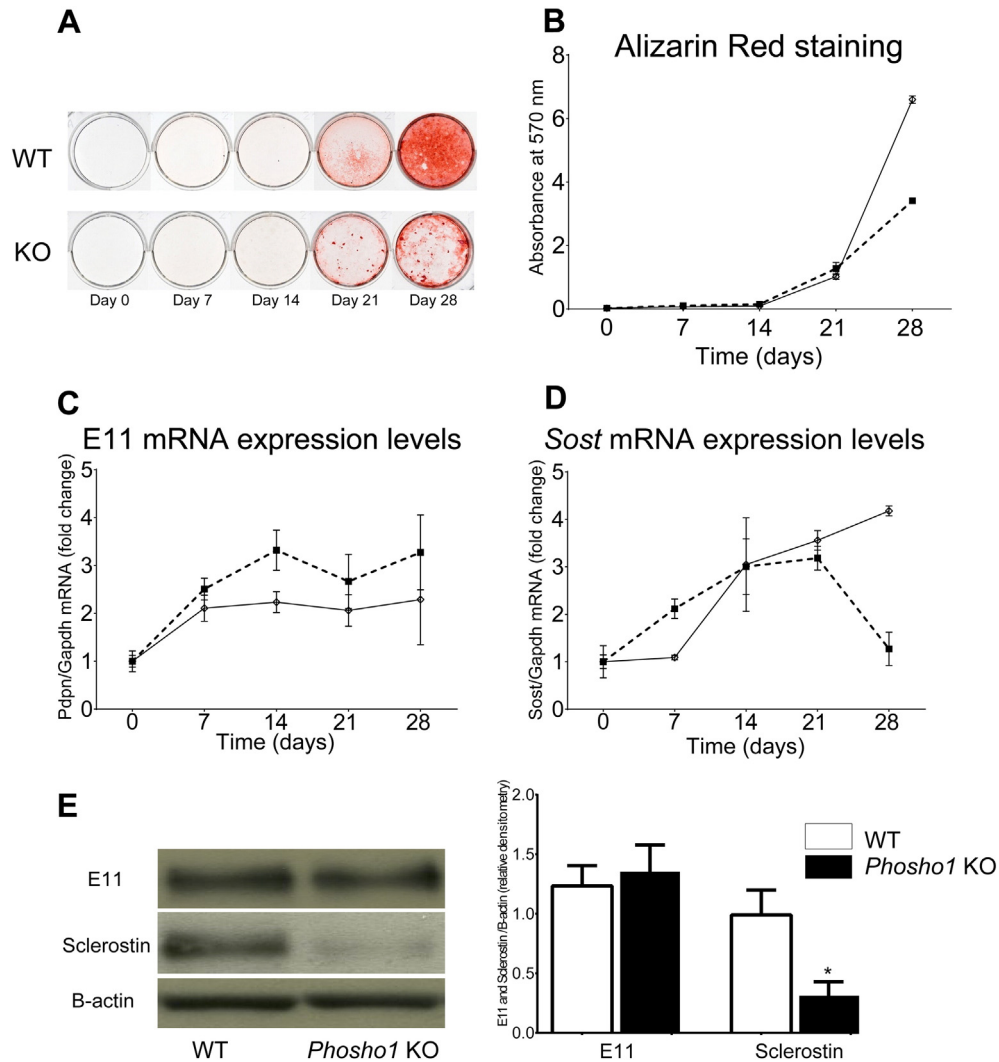 A
WT
KO
Day 0 Day 7 Day 14 Day 21 Day 28
B
Alizarin Red staining
Absorbance at 570 nm
8
6
4
2
0
0 7 14 21 28
Time (days)
C
E11 mRNA expression levels
Pdpn/Gapdh mRNA (fold change)
5
4
3
2
1
0
0 7 14 21 28
Time (days)
D
Sost mRNA expression levels
Sost/Gapdh mRNA (fold change)
5
4
3
2
1
0
0 7 14 21 28
Time (days)
E
E11
Sclerostin
B-actin
WT Phosho1 KO
E11 and Sclerostin/B-actin (relative densitometry)
2.0
1.5
1.0
0.5
0.0
*
E11 Sclerostin
WT
Phosho1 KO